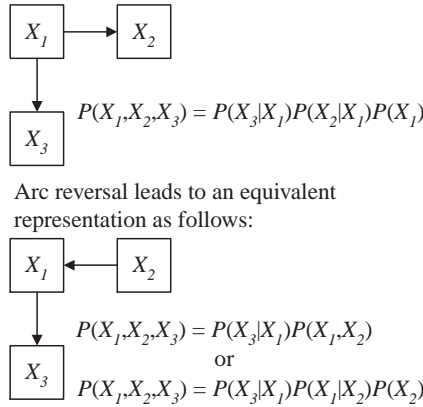 X1 X2
P(X1,X2,X3) = P(X3|X1)P(X2|X1)P(X1)
X3
Arc reversal leads to an equivalent
representation as follows:
X1 X2
P(X1,X2,X3) = P(X3|X1)P(X1,X2)
or
X3
P(X1,X2,X3) = P(X3|X1)P(X1|X2)P(X2)